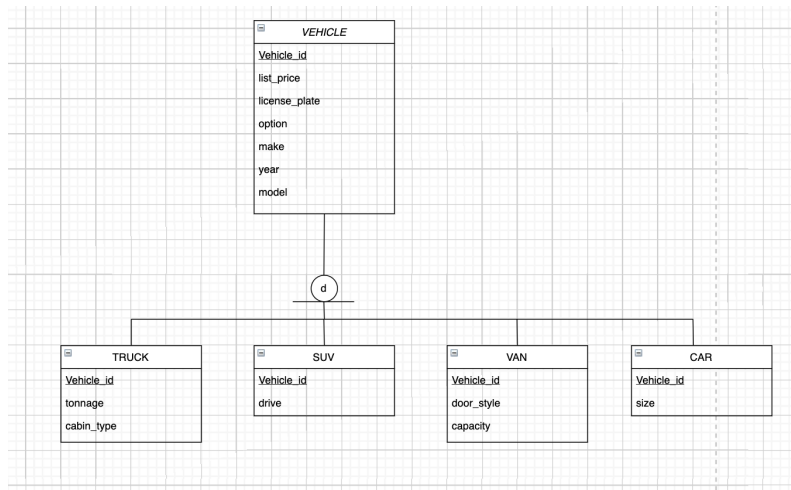 VEHICLE
Vehicle_id
list_price
license_plate
option
make
year
model
d
TRUCK
Vehicle_id
tonnage
cabin_type
SUV
Vehicle_id
drive
VAN
Vehicle_id
door_style
capacity
CAR
Vehicle_id
size